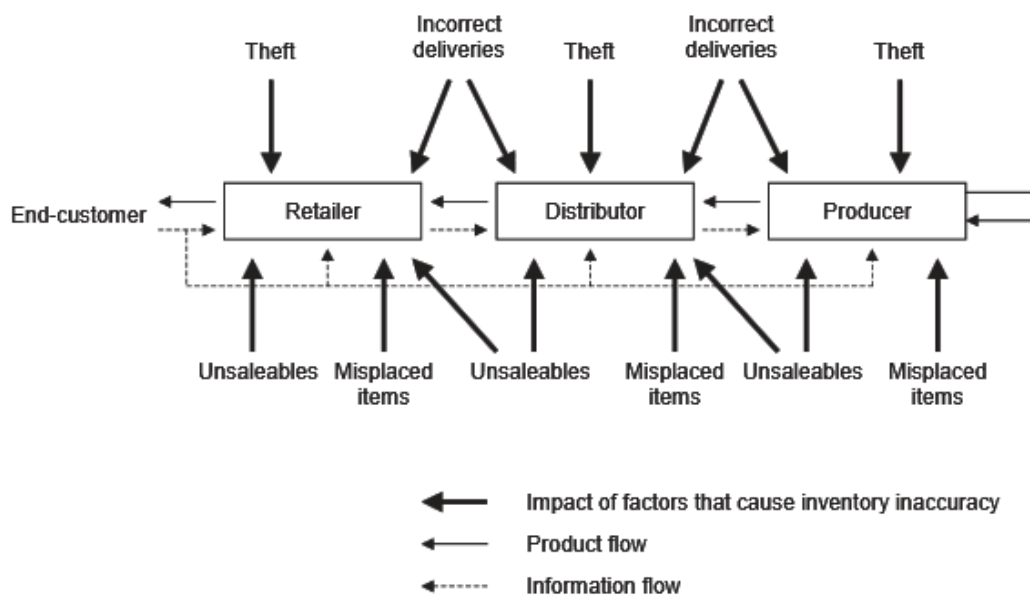 Theft
Incorrect
deliveries
Theft
Incorrect
deliveries
Theft
End-customer
Retailer
Distributor
Producer
Unsaleables
Misplaced
items
Unsaleables
Misplaced
items
Unsaleables
Misplaced
items
Impact of factors that cause inventory inaccuracy
Product flow
Information flow